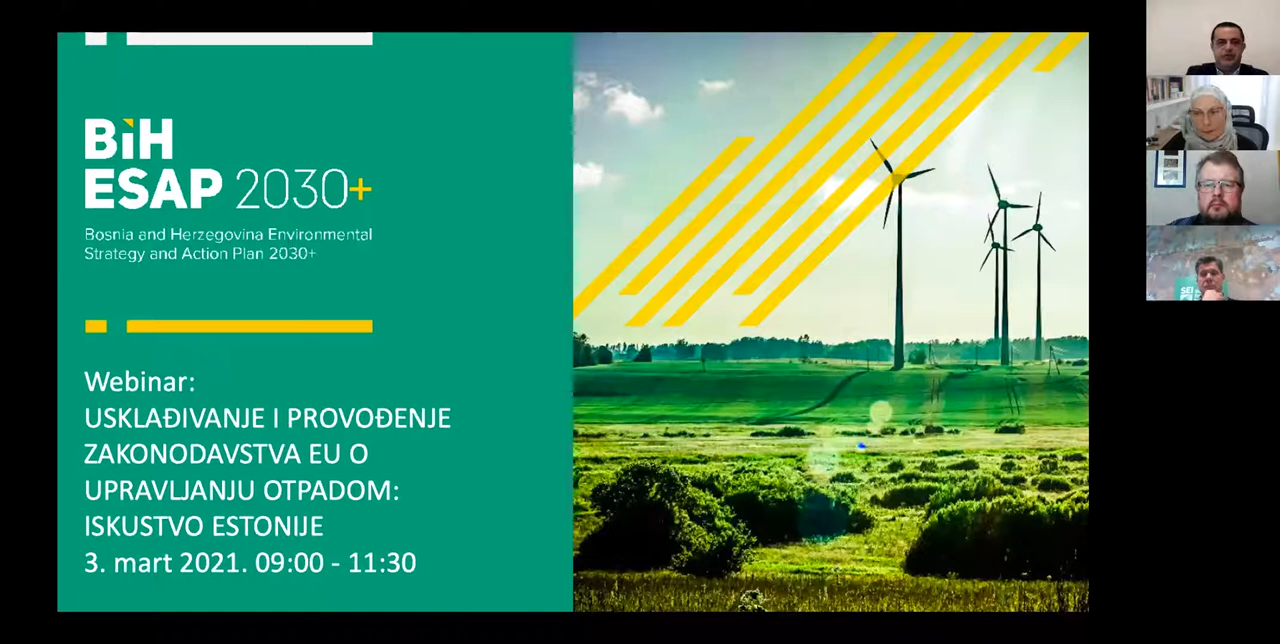 BiH
ESAP 2030+
Bosnia and Herzegovina Environmental
Strategy and Action Plan 2030+
Webinar:
USKLAĐIVANJE I PROVOĐENJE
ZAKONODAVSTVA EU O
UPRAVLJANJU OTPADOM:
ISKUSTVO ESTONIJE
3. mart 2021. 09:00 - 11:30
SEI